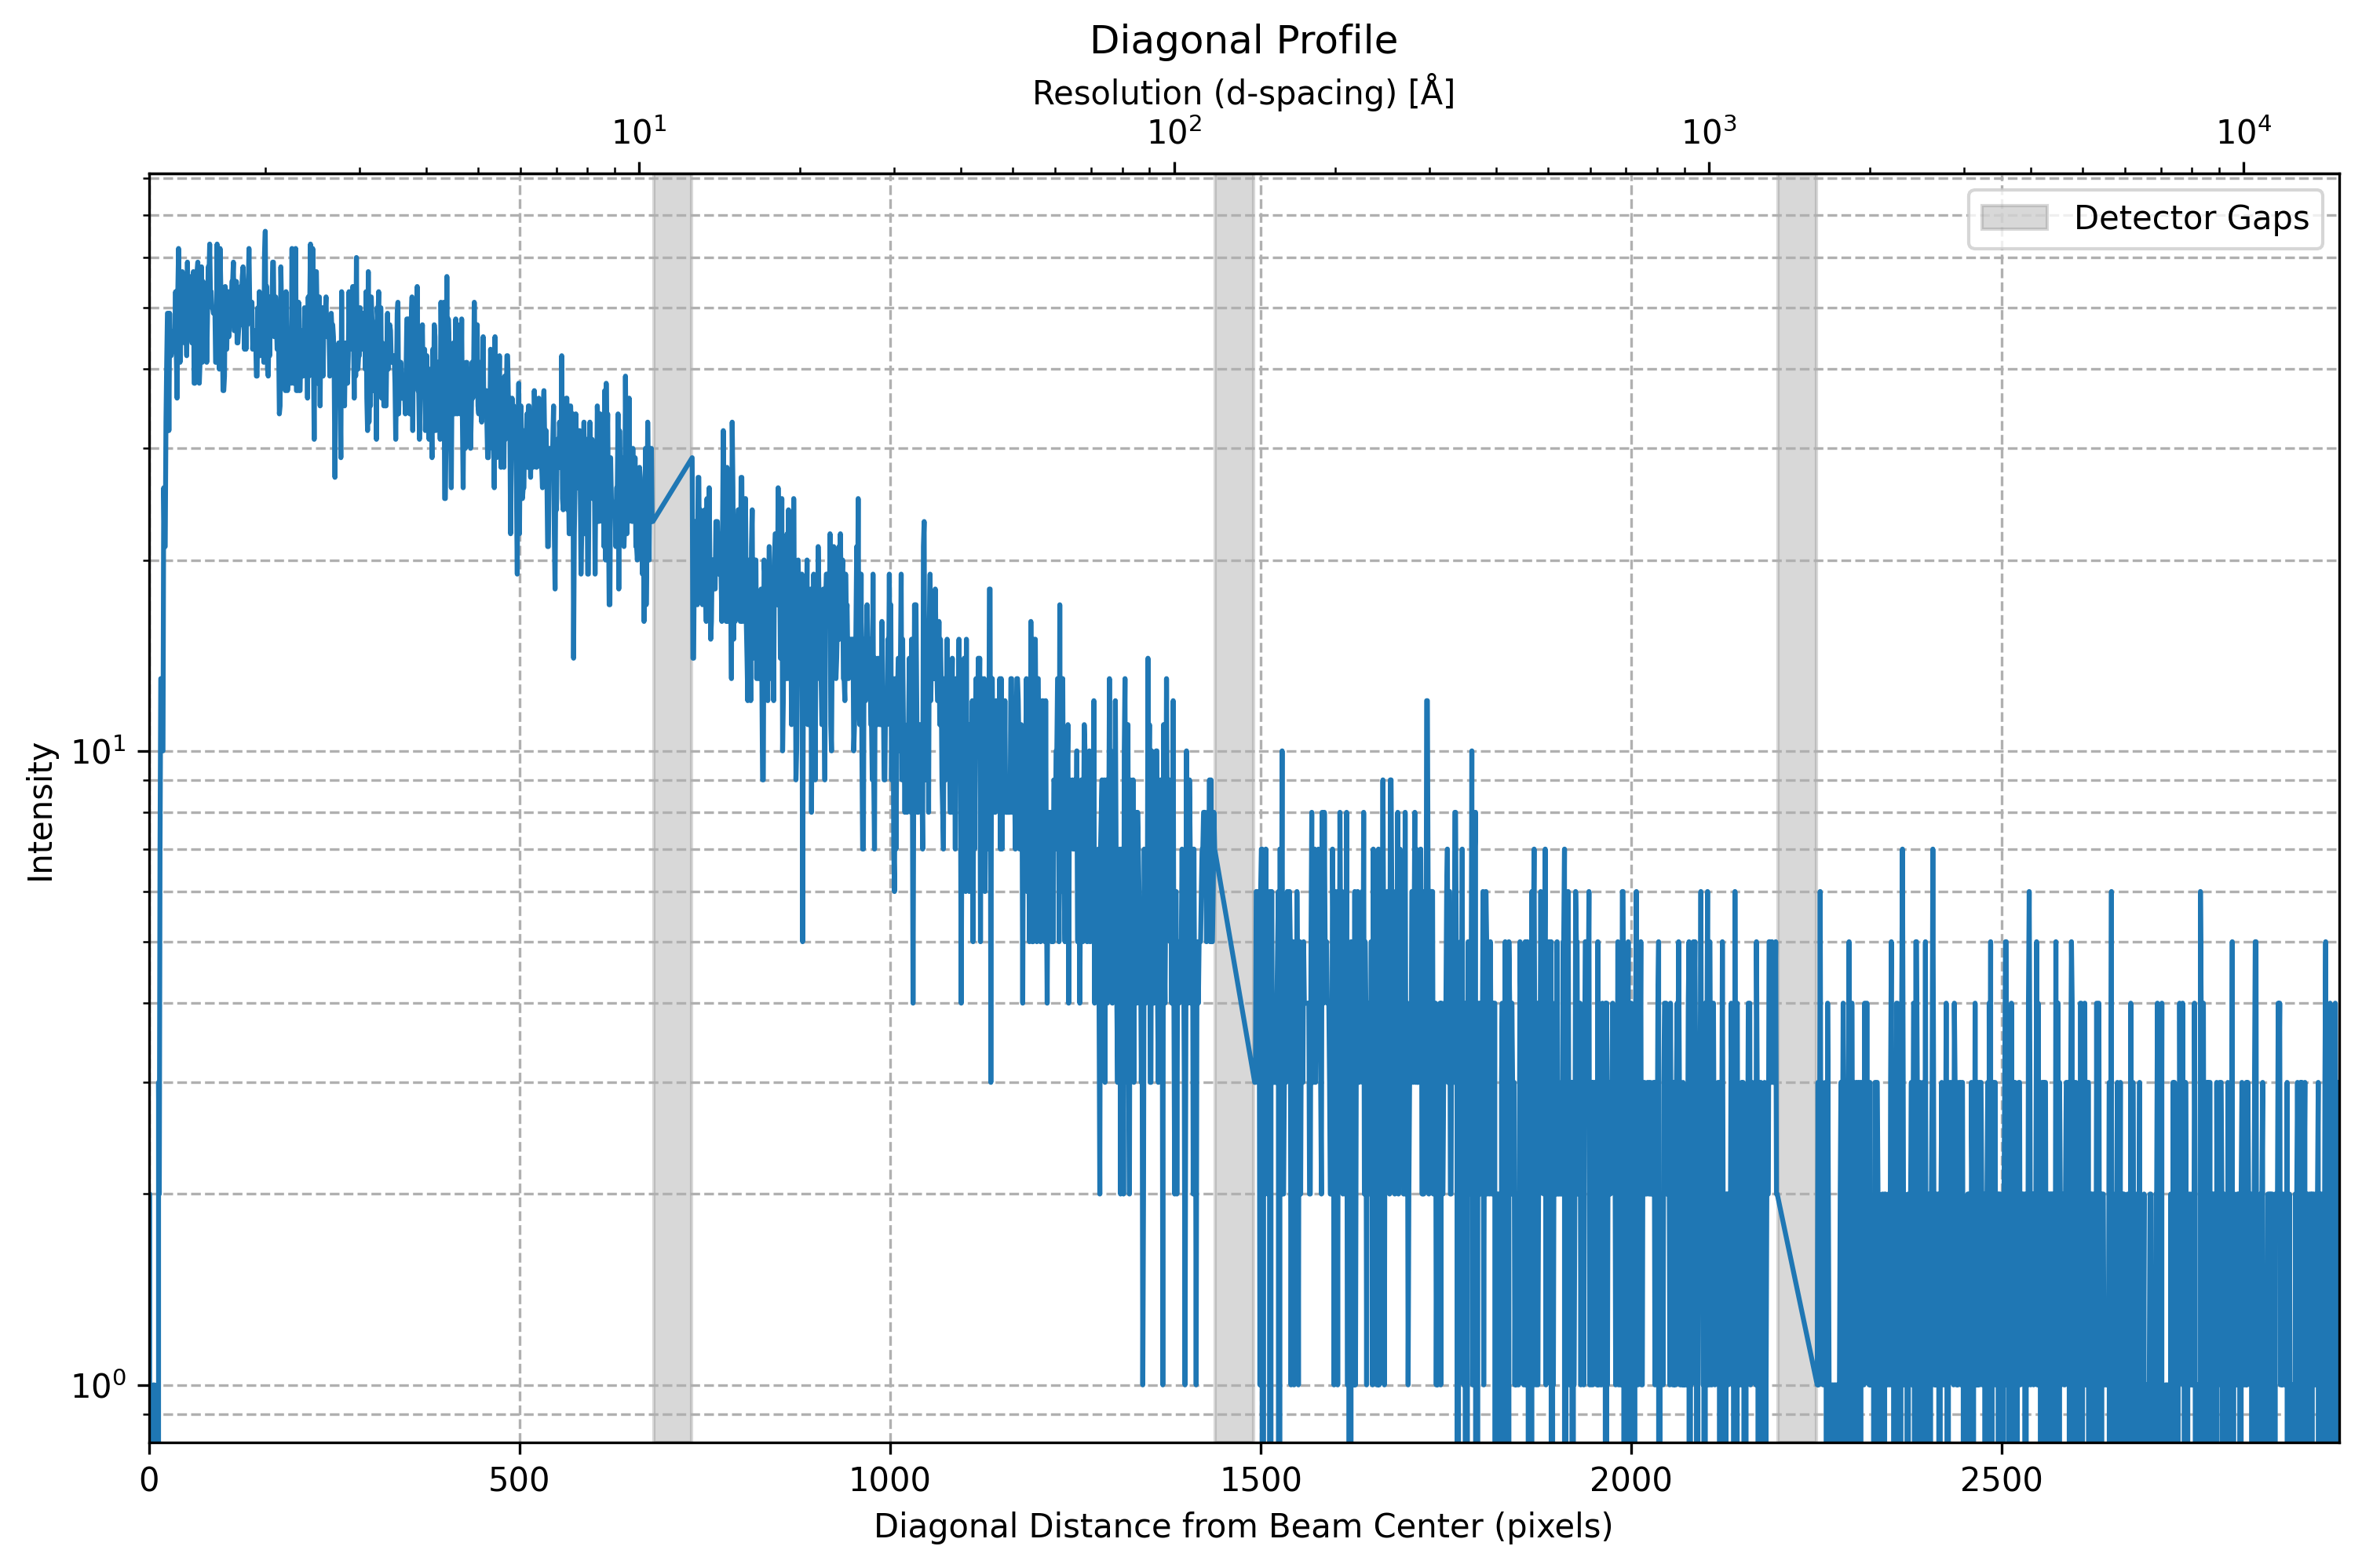 Diagonal Profile
Resolution (d-spacing) [Å]
10¹ 10² 10³ 10⁴
Detector Gaps
Intensity
10¹
10⁰
0 500 1000 1500 2000 2500
Diagonal Distance from Beam Center (pixels)